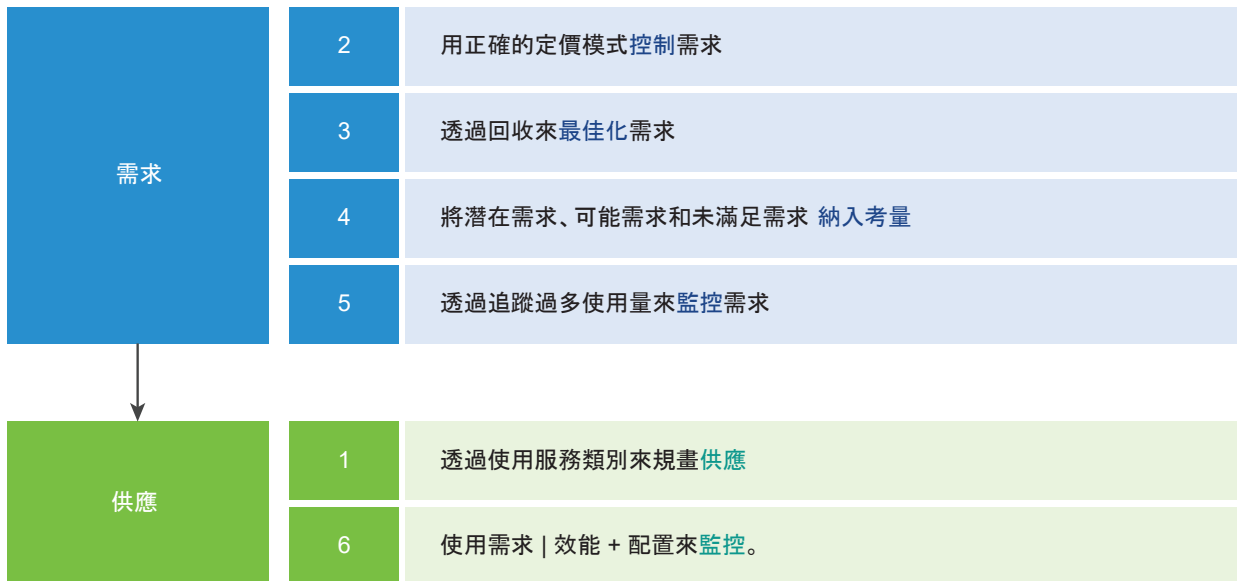 需求
2
用正確的定價模式控制需求
3
透過回收來最佳化需求
4
將潛在需求、可能需求和未滿足需求 納入考量
5
透過追蹤過多使用量來監控需求
供應
1
透過使用服務類別來規畫供應
6
使用需求 | 效能 + 配置來監控。